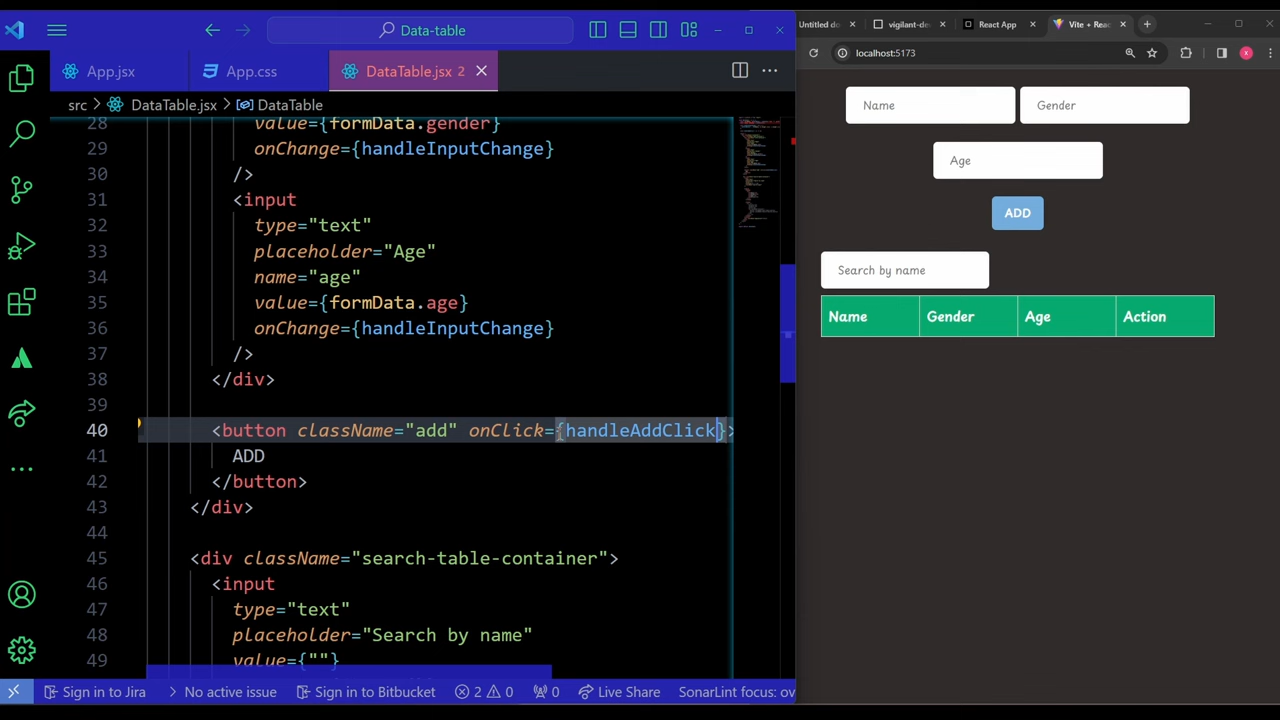 Data-table
App.jsx
App.css
DataTable.jsx 2
src > DataTable.jsx > DataTable
28 value={formData.gender}
29 onChange={handleInputChange}
30 />
31 <input
32 type="text"
33 placeholder="Age"
34 name="age"
35 value={formData.age}
36 onChange={handleInputChange}
37 />
38 </div>
39
40 <button className="add" onClick={handleAddClick}>
41 ADD
42 </button>
43 </div>
44
45 <div className="search-table-container">
46 <input
47 type="text"
48 placeholder="Search by name"
49 value={""}
Sign in to Jira
No active issue
Sign in to Bitbucket
2 0
0
Live Share
SonarLint focus: ov
Untitled do
vigilant-de
React App
Vite + Rea
localhost:5173
x
Name
Gender
Age
ADD
Search by name
Name Gender Age Action